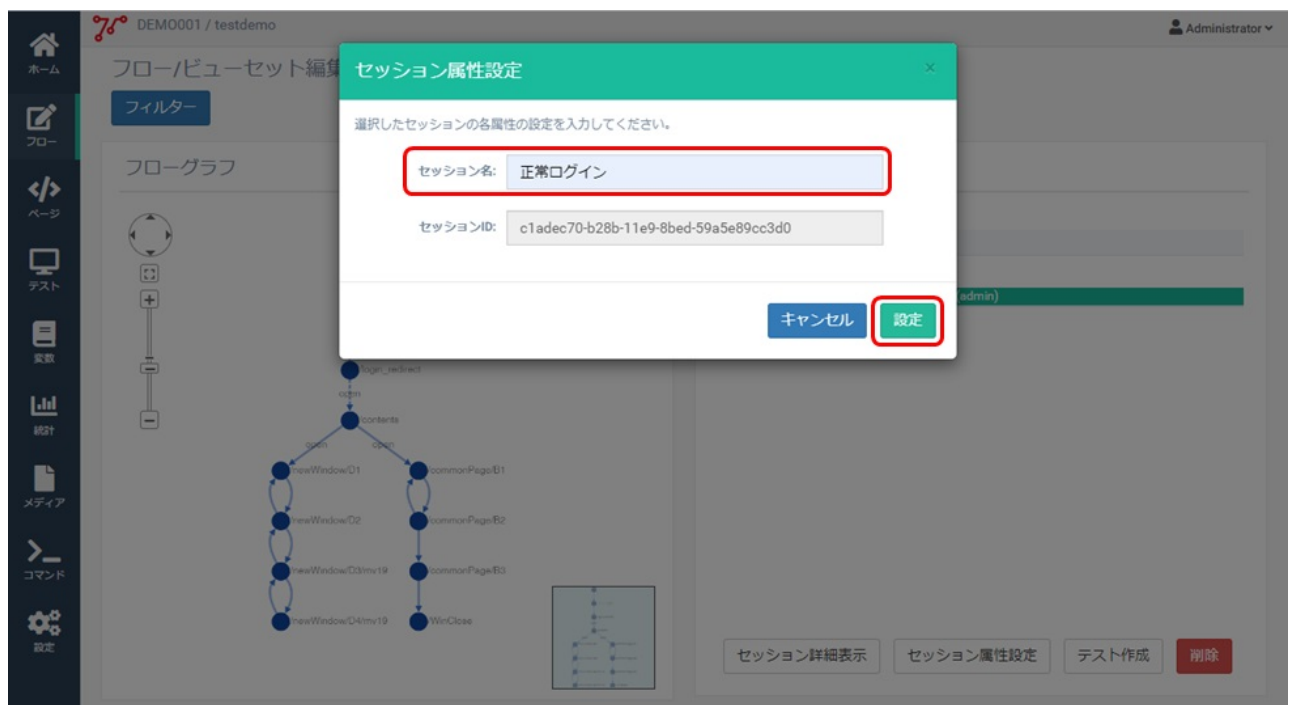 DEMO001 / testdemo
Administrator
ホーム
フロー
ページ
テスト
変数
統計
メディア
コマンド
設定
フロー/ビューセット編集
フィルター
フローグラフ
セッション属性設定
×
選択したセッションの各属性の設定を入力してください。
セッション名:
正常ログイン
セッションID:
c1adec70-b28b-11e9-8bed-59a5e89cc3d0
キャンセル
設定
(admin)
/login_redirect
open
/contents
open
open
/newWindow/D1
/commonPage/B1
/newWindow/D2
/commonPage/B2
/newWindow/D3/mv19
/commonPage/B3
/newWindow/D4/mv19
/WinClose
セッション詳細表示
セッション属性設定
テスト作成
削除